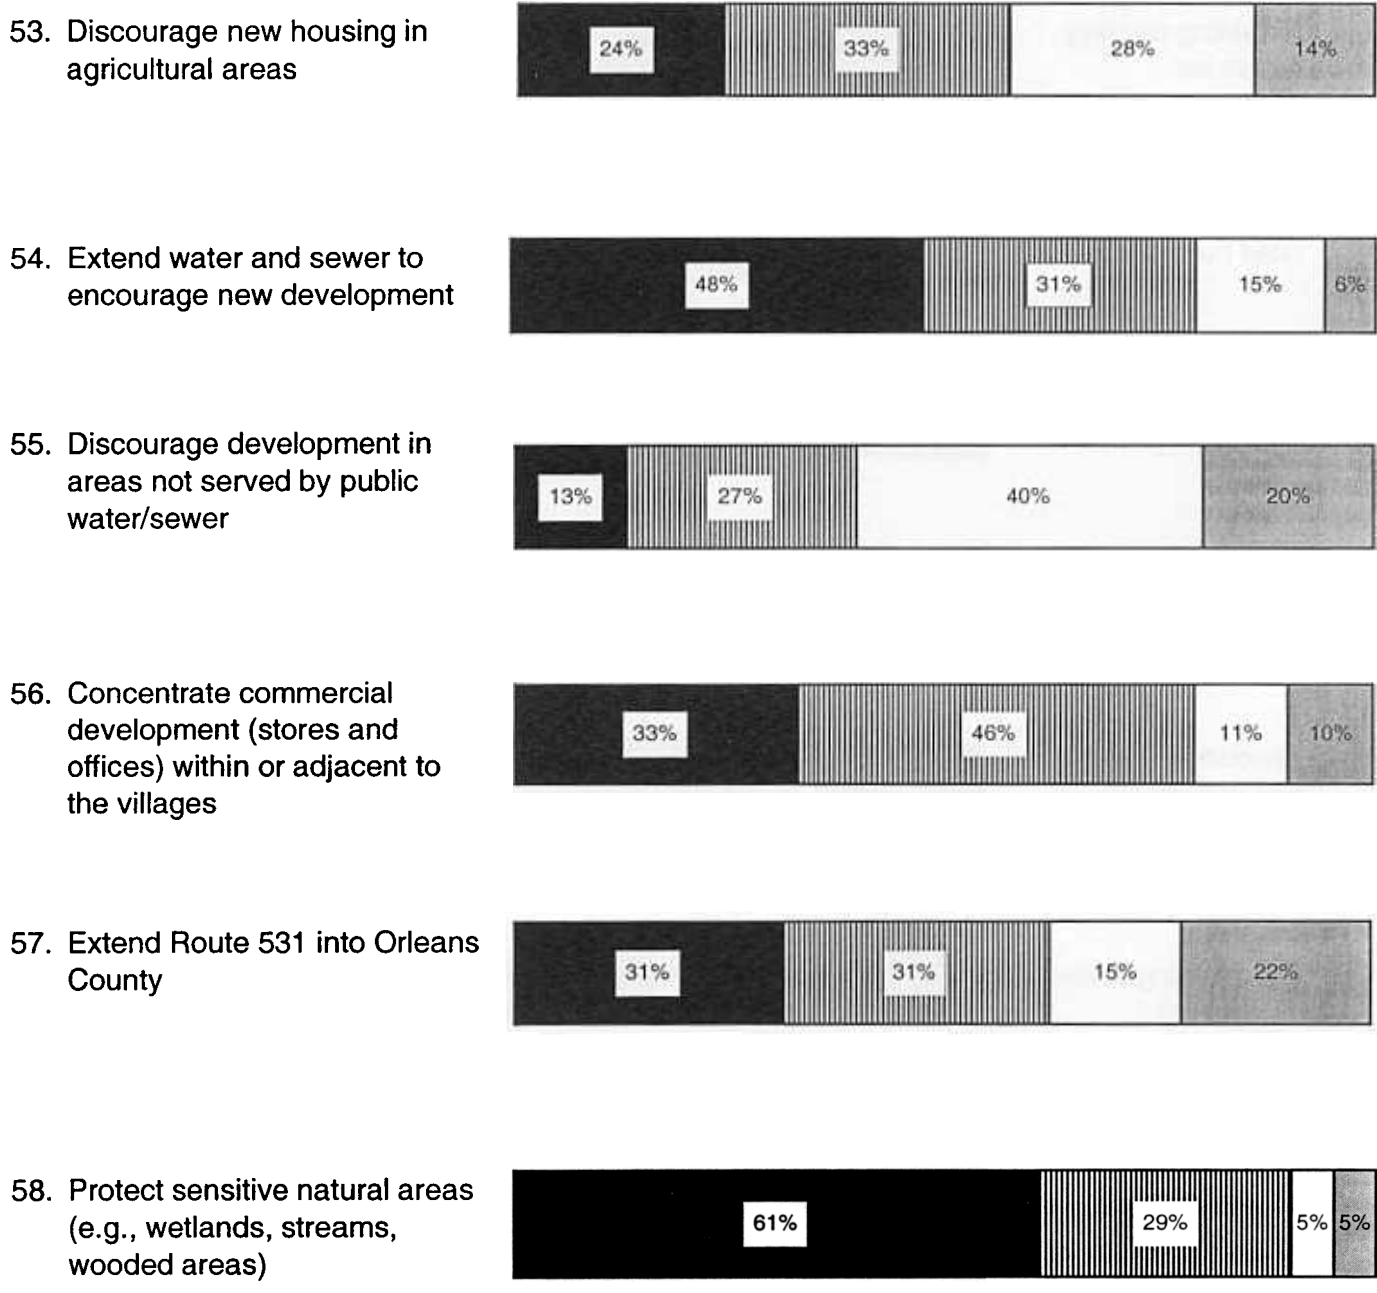 53. Discourage new housing in
agricultural areas
24% 33% 28% 14%
54. Extend water and sewer to
encourage new development
48% 31% 15% 6%
55. Discourage development in
areas not served by public
water/sewer
13% 27% 40% 20%
56. Concentrate commercial
development (stores and
offices) within or adjacent to
the villages
33% 46% 11% 10%
57. Extend Route 531 into Orleans
County
31% 31% 15% 22%
58. Protect sensitive natural areas
(e.g., wetlands, streams,
wooded areas)
61% 29% 5% 5%